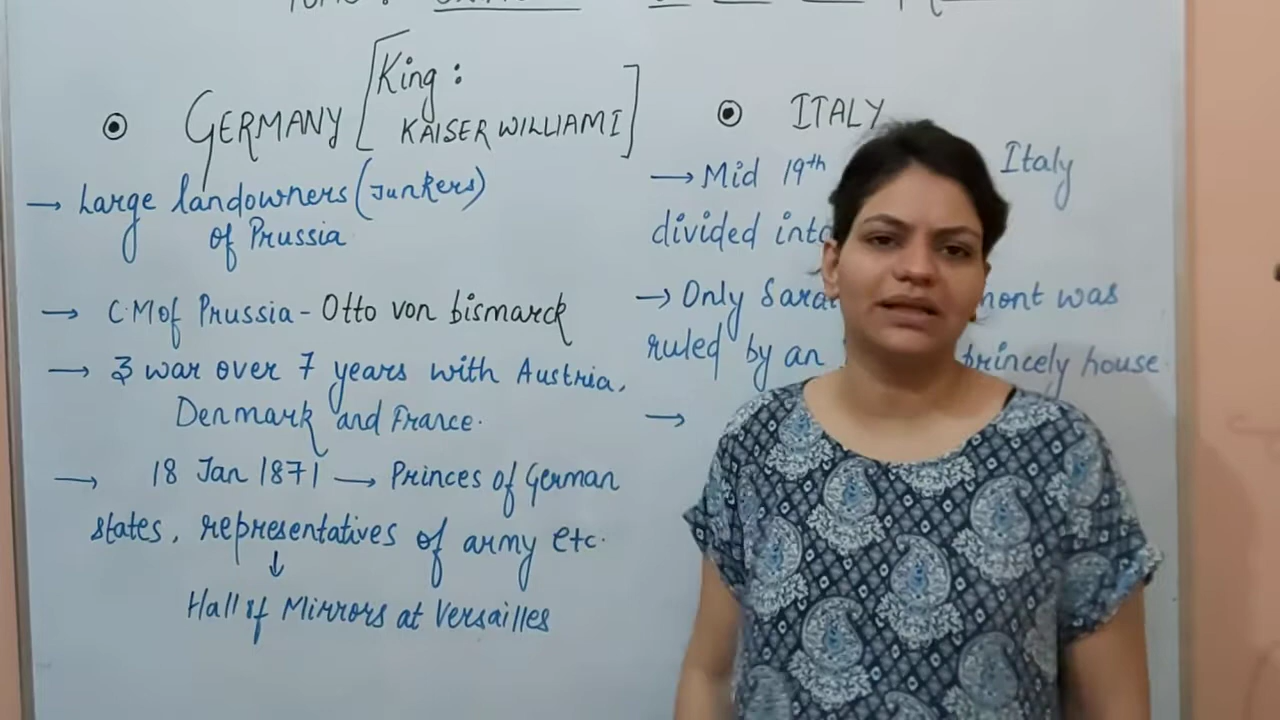 GERMANY [King :
KAISER WILLIAM I]
→ Large landowners (Junkers)
of Prussia
→ C.M of Prussia - Otto von bismarck
→ 3 war over 7 years with Austria,
Denmark and France.
→ 18 Jan 1871 → Princes of German
states, representatives of army etc.
↓
Hall of Mirrors at Versailles
ITALY
→ Mid 19th Italy
divided into
→ Only was
ruled by an princely house.
→